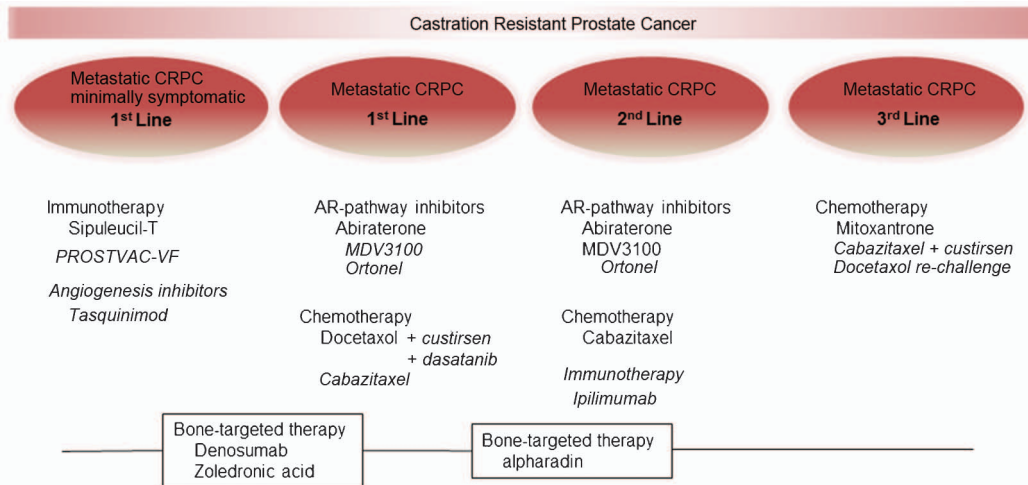 Castration Resistant Prostate Cancer
Metastatic CRPC
minimally symptomatic
1st Line
Metastatic CRPC
1st Line
Metastatic CRPC
2nd Line
Metastatic CRPC
3rd Line
Immunotherapy
Sipuleucil-T
PROSTVAC-VF
Angiogenesis inhibitors
Tasquinimod
AR-pathway inhibitors
Abiraterone
MDV3100
Ortonel
Chemotherapy
Docetaxol + custirsen
+ dasatanib
Cabazitaxel
AR-pathway inhibitors
Abiraterone
MDV3100
Ortonel
Chemotherapy
Cabazitaxel
Immunotherapy
Ipilimumab
Chemotherapy
Mitoxantrone
Cabazitaxel + custirsen
Docetaxol re-challenge
Bone-targeted therapy
Denosumab
Zoledronic acid
Bone-targeted therapy
alpharadin